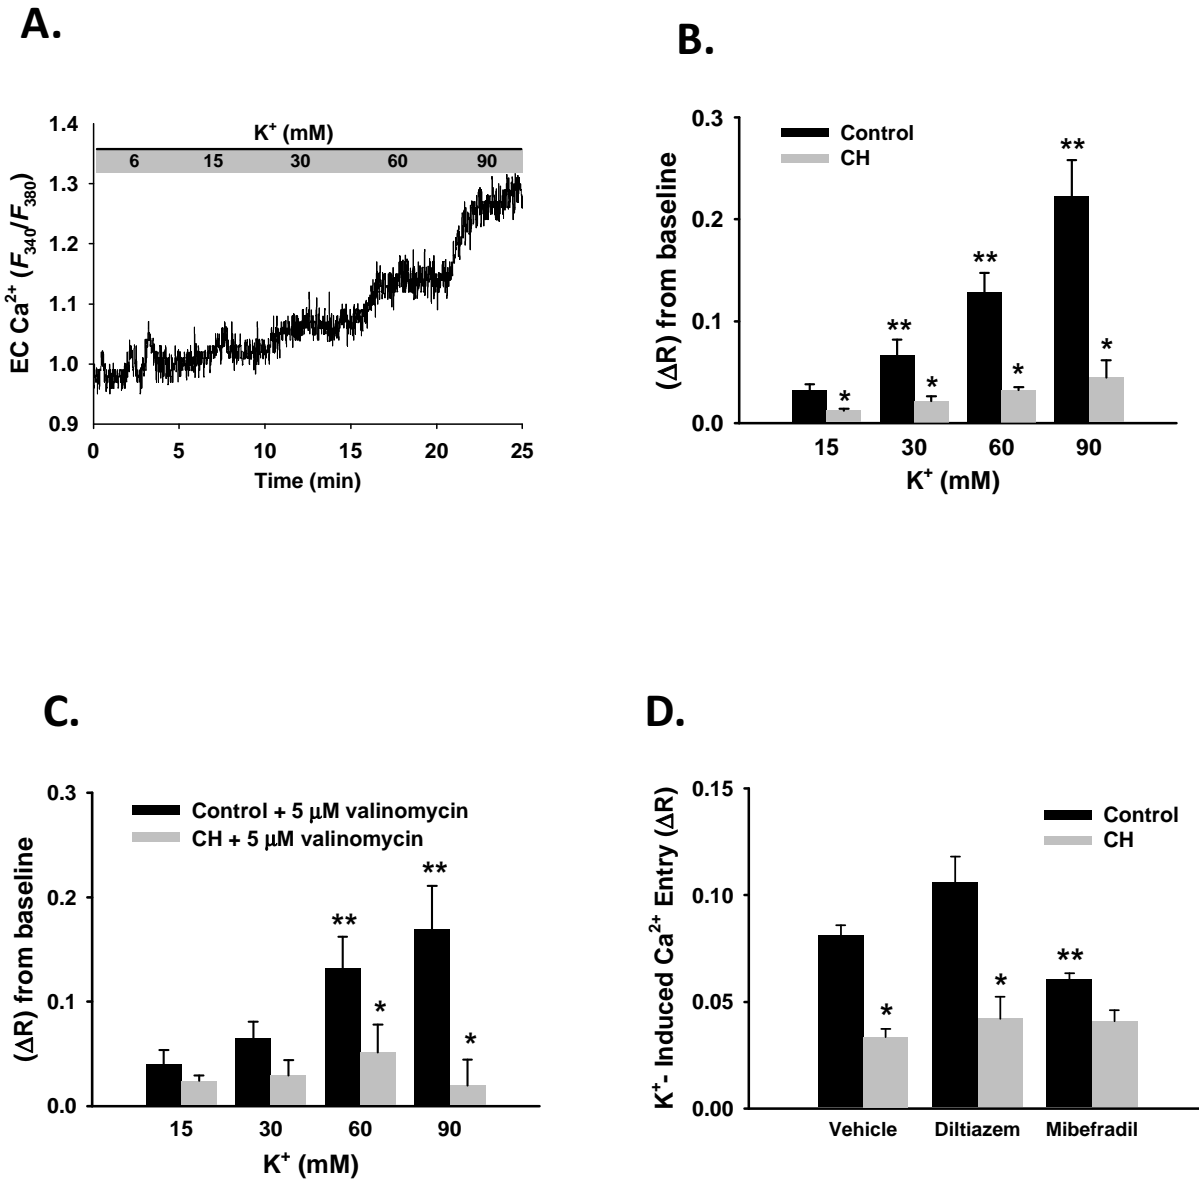 A.
1.4
1.3
1.2
1.1
1.0
0.9
EC Ca²⁺ (F₃₄₀/F₃₈₀)
K⁺ (mM)
6 15 30 60 90
0 5 10 15 20 25
Time (min)
B.
0.3
0.2
0.1
0.0
(ΔR) from baseline
Control
CH
*
**
*
**
*
**
*
15 30 60 90
K⁺ (mM)
C.
0.3
0.2
0.1
0.0
(ΔR) from baseline
Control + 5 μM valinomycin
CH + 5 μM valinomycin
**
*
**
*
15 30 60 90
K⁺ (mM)
D.
0.15
0.10
0.05
0.00
K⁺- Induced Ca²⁺ Entry (ΔR)
Control
CH
*
*
**
Vehicle Diltiazem Mibefradil